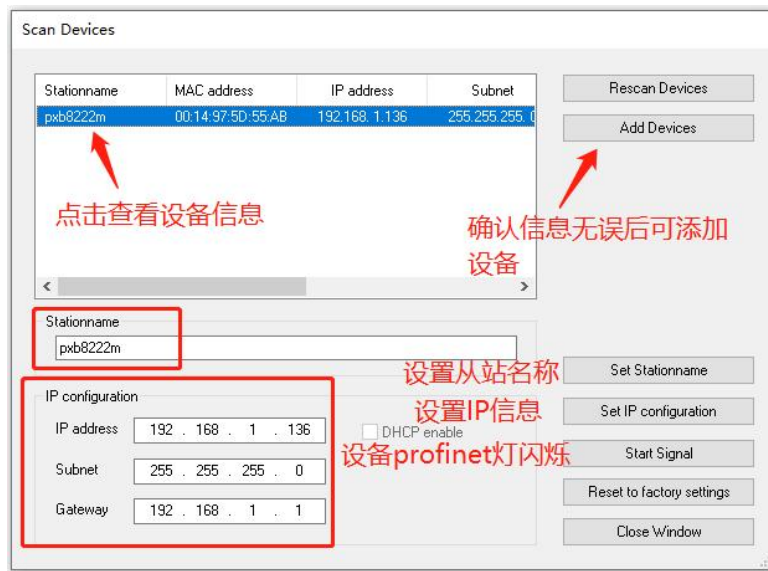 Scan Devices
Stationname MAC address IP address Subnet
pxb8222m 00:14:97:5D:55:AB 192.168. 1.136 255.255.255. 0
Rescan Devices
Add Devices
点击查看设备信息
确认信息无误后可添加
设备
Stationname
pxb8222m
设置从站名称
Set Stationname
IP configuration
设置IP信息
Set IP configuration
IP address 192 . 168 . 1 . 136
DHCP enable
设备profinet灯闪烁
Start Signal
Subnet 255 . 255 . 255 . 0
Reset to factory settings
Gateway 192 . 168 . 1 . 1
Close Window